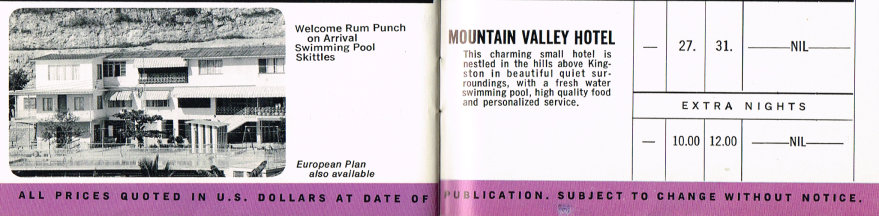 Welcome Rum Punch
on Arrival
Swimming Pool
Skittles
European Plan
also available
MOUNTAIN VALLEY HOTEL
This charming small hotel is
nestled in the hills above King-
ston in beautiful quiet sur-
roundings, with a fresh water
swimming pool, high quality food
and personalized service.
— 27. 31. ——NIL——
EXTRA NIGHTS
— 10.00 12.00 ——NIL——
ALL PRICES QUOTED IN U.S. DOLLARS AT DATE OF PUBLICATION. SUBJECT TO CHANGE WITHOUT NOTICE.